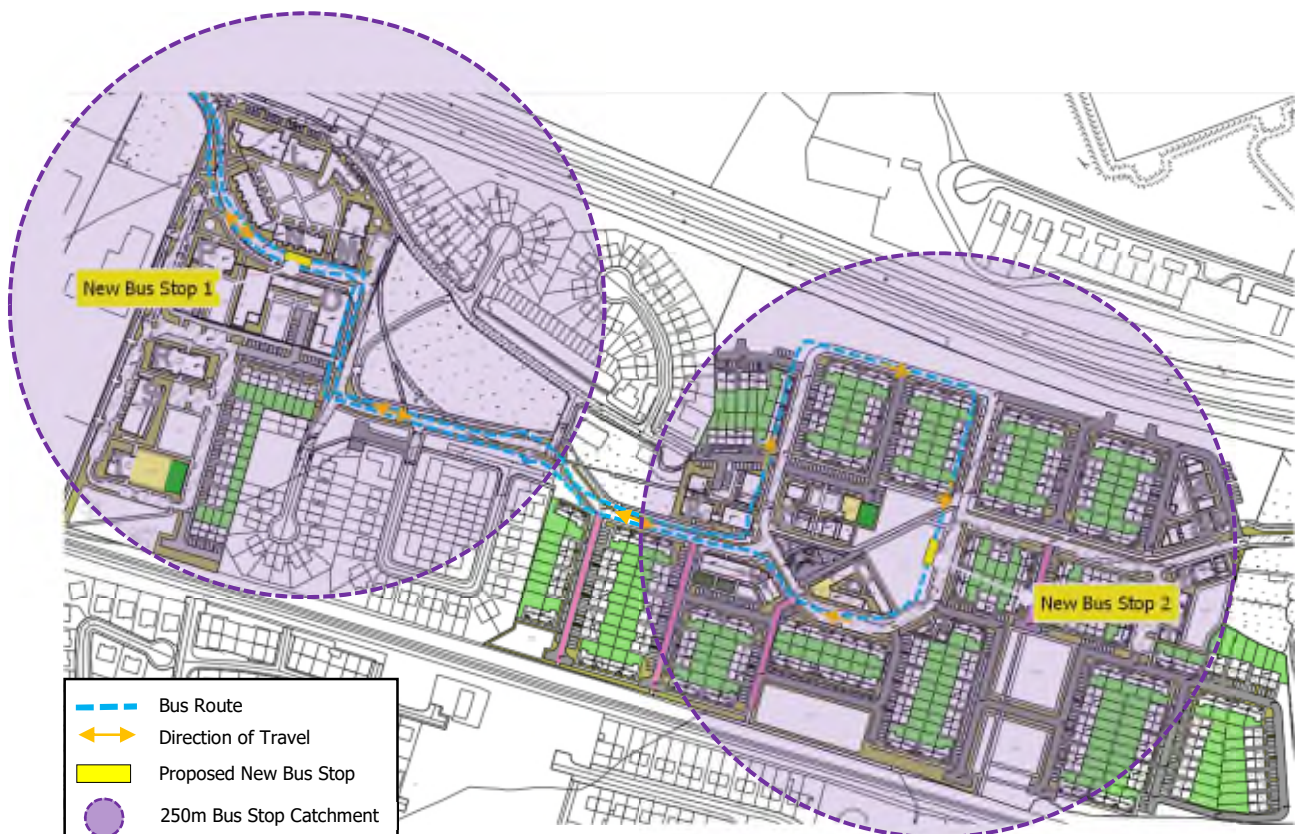 New Bus Stop 1
New Bus Stop 2
Bus Route
Direction of Travel
Proposed New Bus Stop
250m Bus Stop Catchment